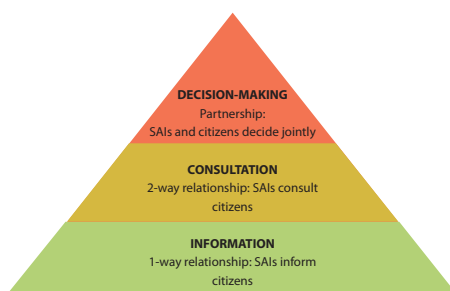 DECISION-MAKING
Partnership:
SAIs and citizens decide jointly
CONSULTATION
2-way relationship: SAIs consult
citizens
INFORMATION
1-way relationship: SAIs inform
citizens